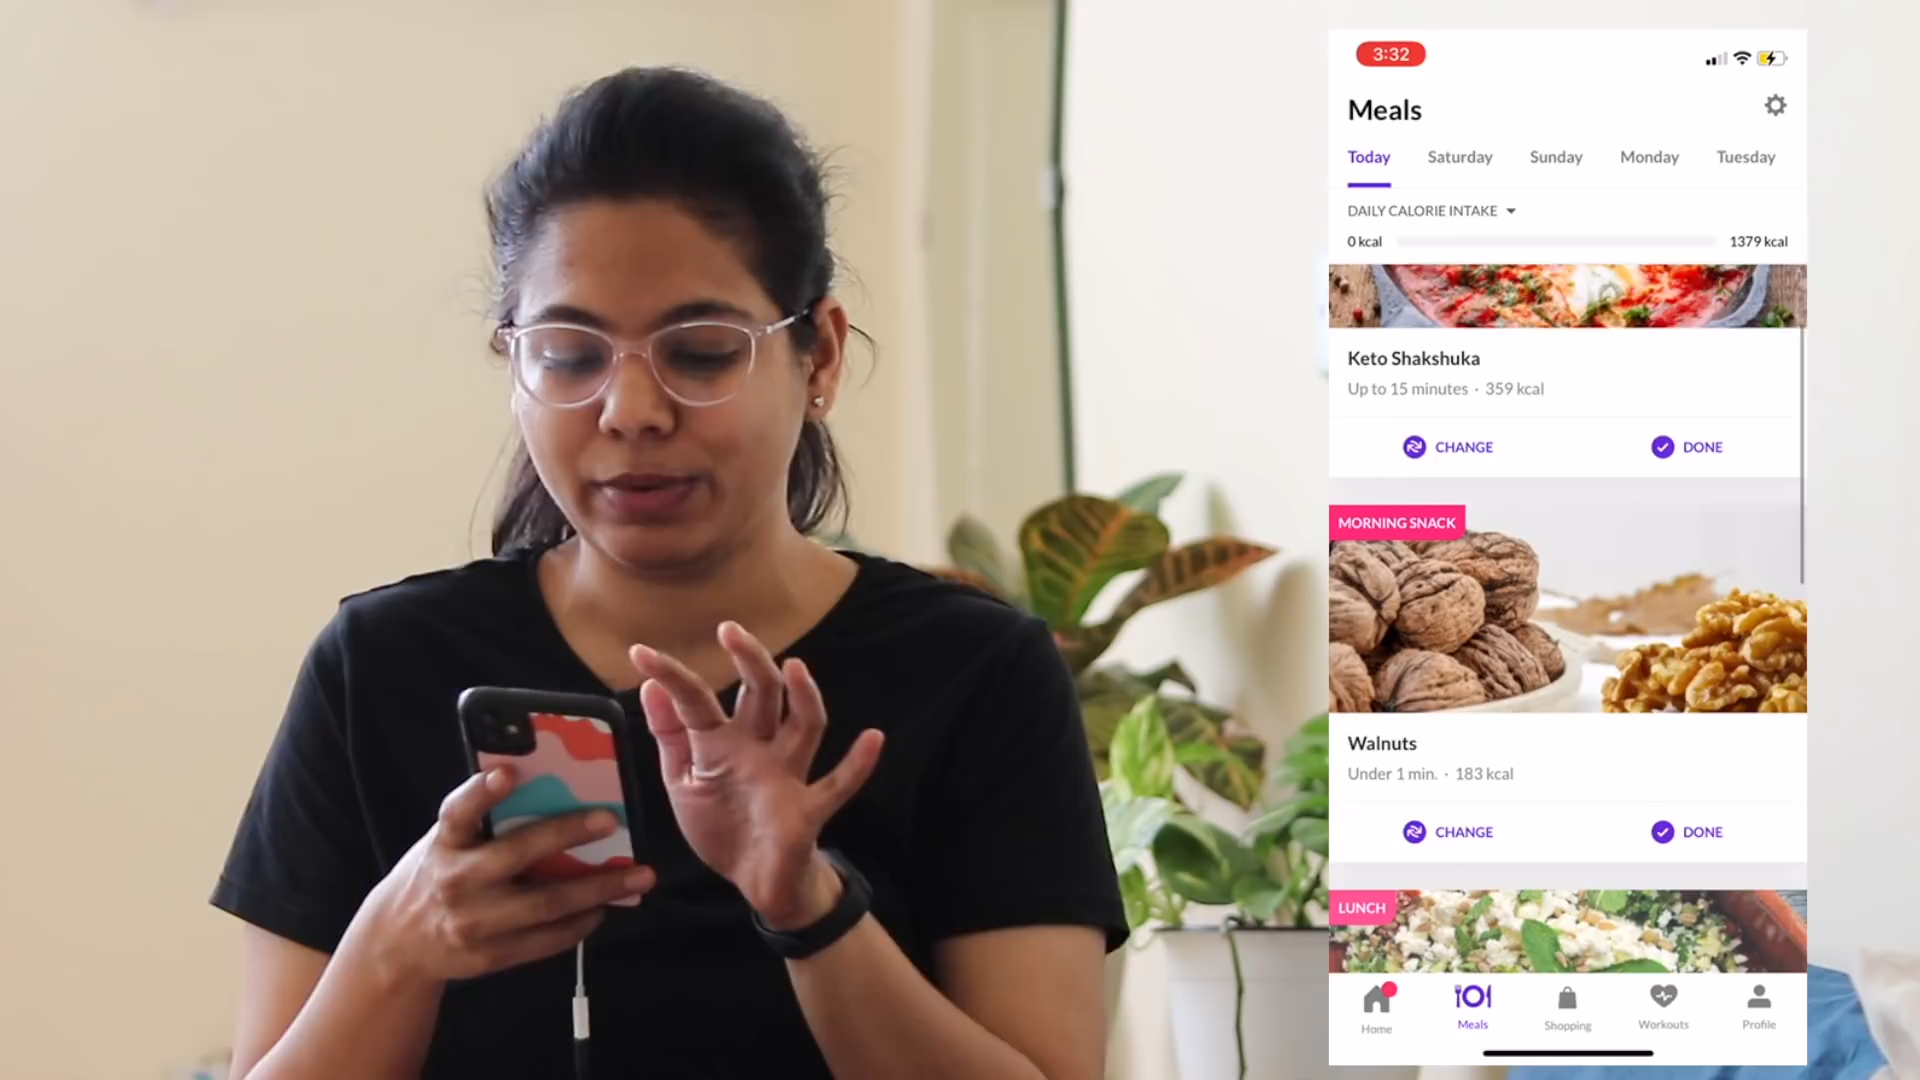 3:32
Meals
Today Saturday Sunday Monday Tuesday
DAILY CALORIE INTAKE
0 kcal 1379 kcal
Keto Shakshuka
Up to 15 minutes · 359 kcal
CHANGE DONE
MORNING SNACK
Walnuts
Under 1 min. · 183 kcal
CHANGE DONE
LUNCH
Home Meals Shopping Workouts Profile